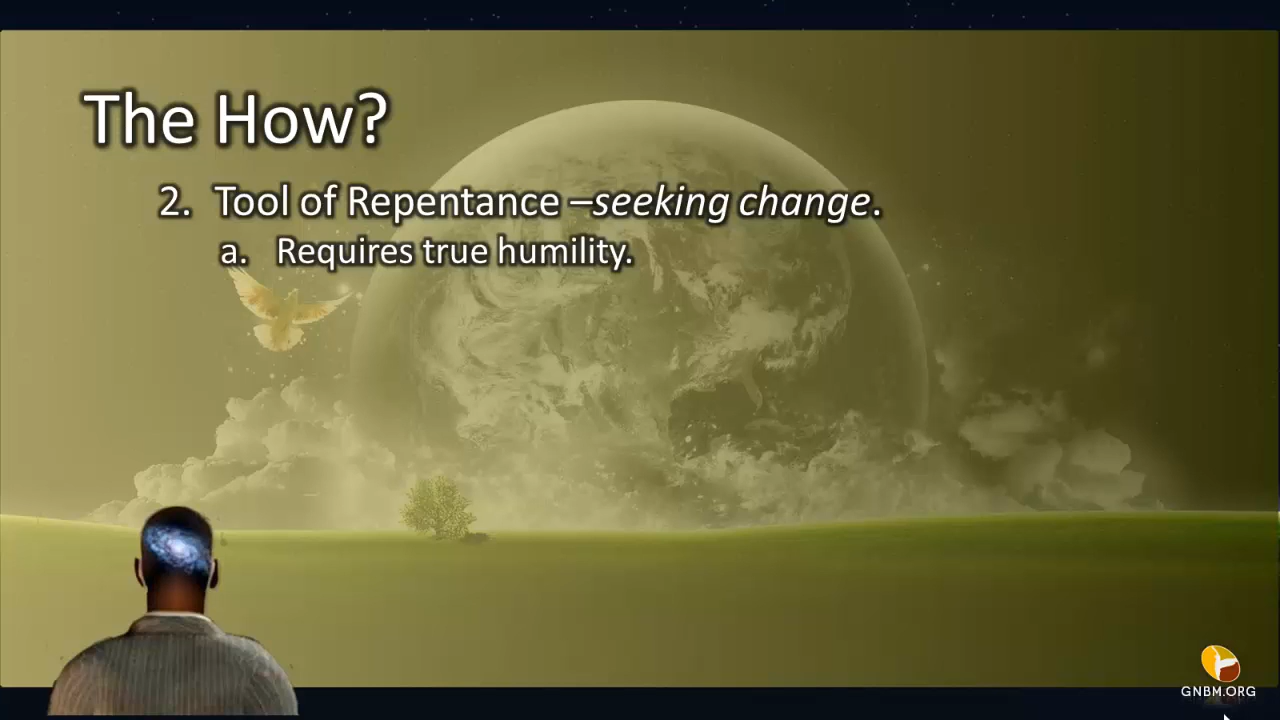 The How?
2. Tool of Repentance –seeking change.
a. Requires true humility.
GNBM.ORG